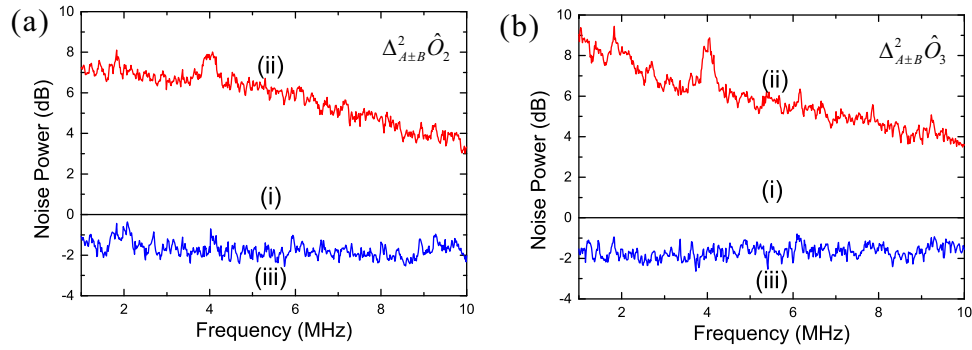 (a)
10
8
6
4
2
0
-2
-4
Noise Power (dB)
2 4 6 8 10
Frequency (MHz)
(i)
(ii)
(iii)
Δ²_{A±B}Ô₂
(b)
10
8
6
4
2
0
-2
-4
Noise Power (dB)
2 4 6 8 10
Frequency (MHz)
(i)
(ii)
(iii)
Δ²_{A±B}Ô₃